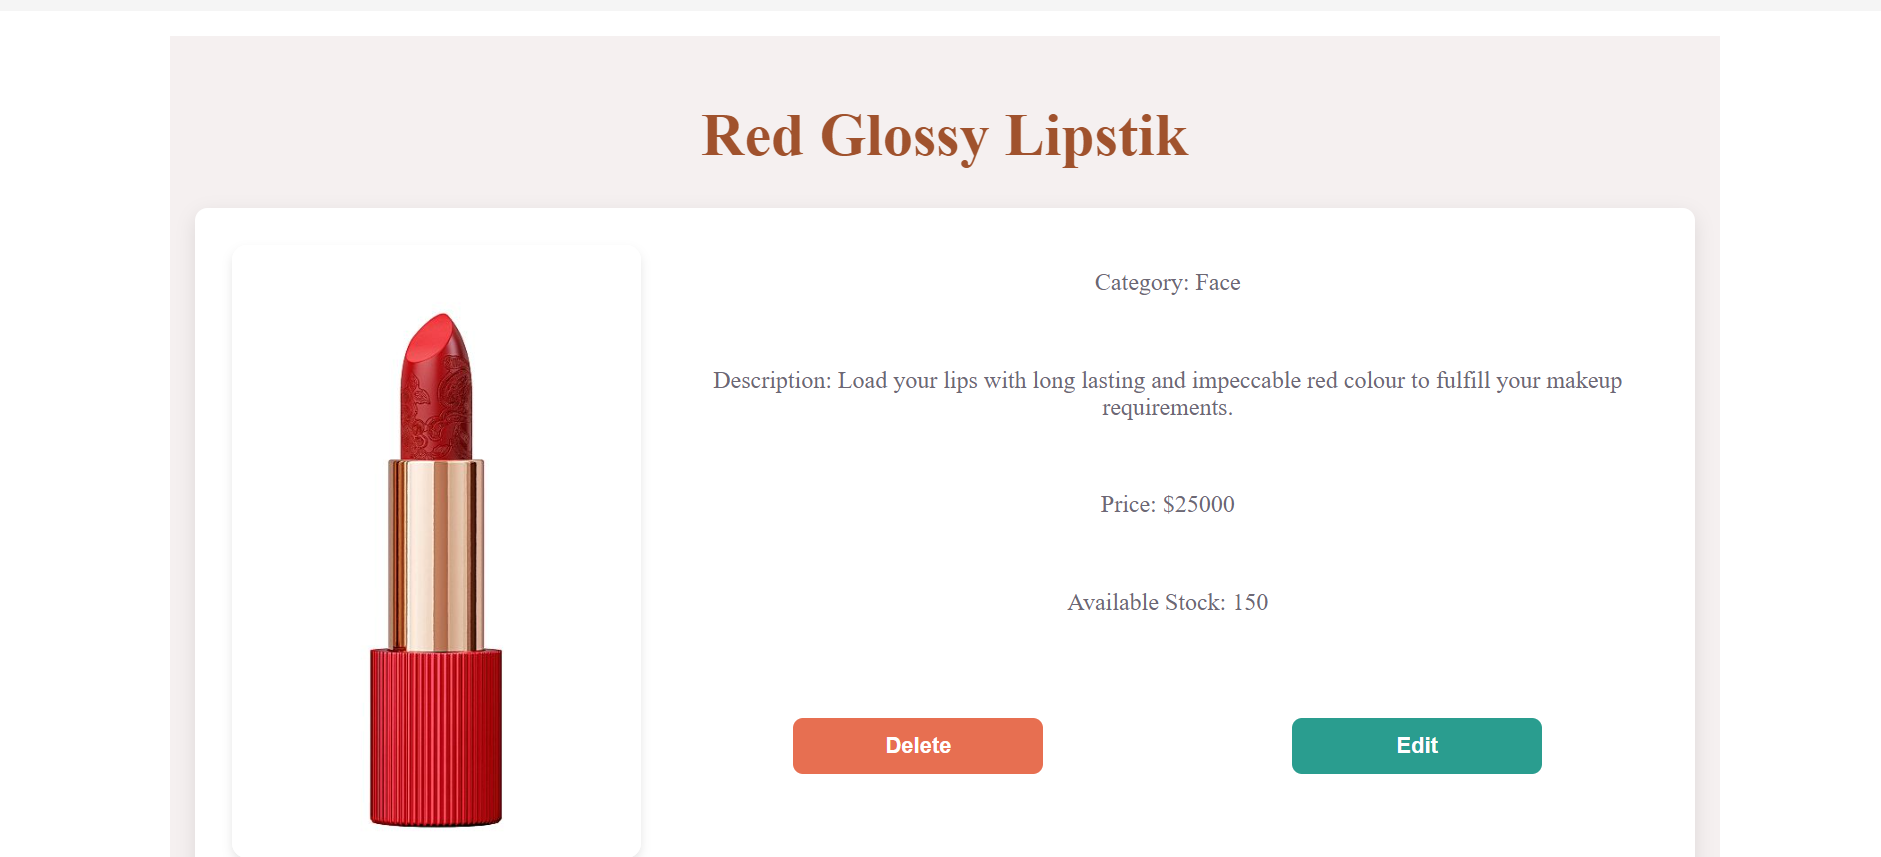 Red Glossy Lipstik
Category: Face
Description: Load your lips with long lasting and impeccable red colour to fulfill your makeup
requirements.
Price: $25000
Available Stock: 150
Delete
Edit